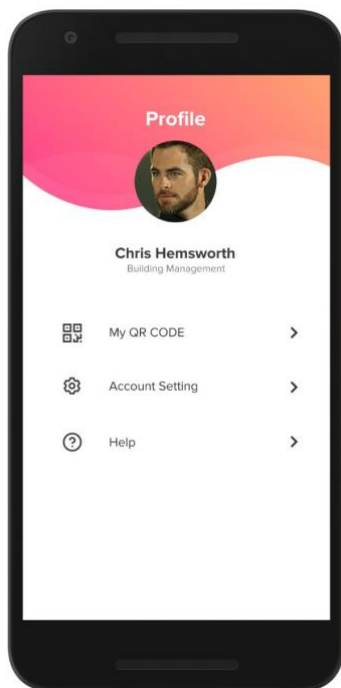 Profile
Chris Hemsworth
Building Management
My QR CODE
Account Setting
Help